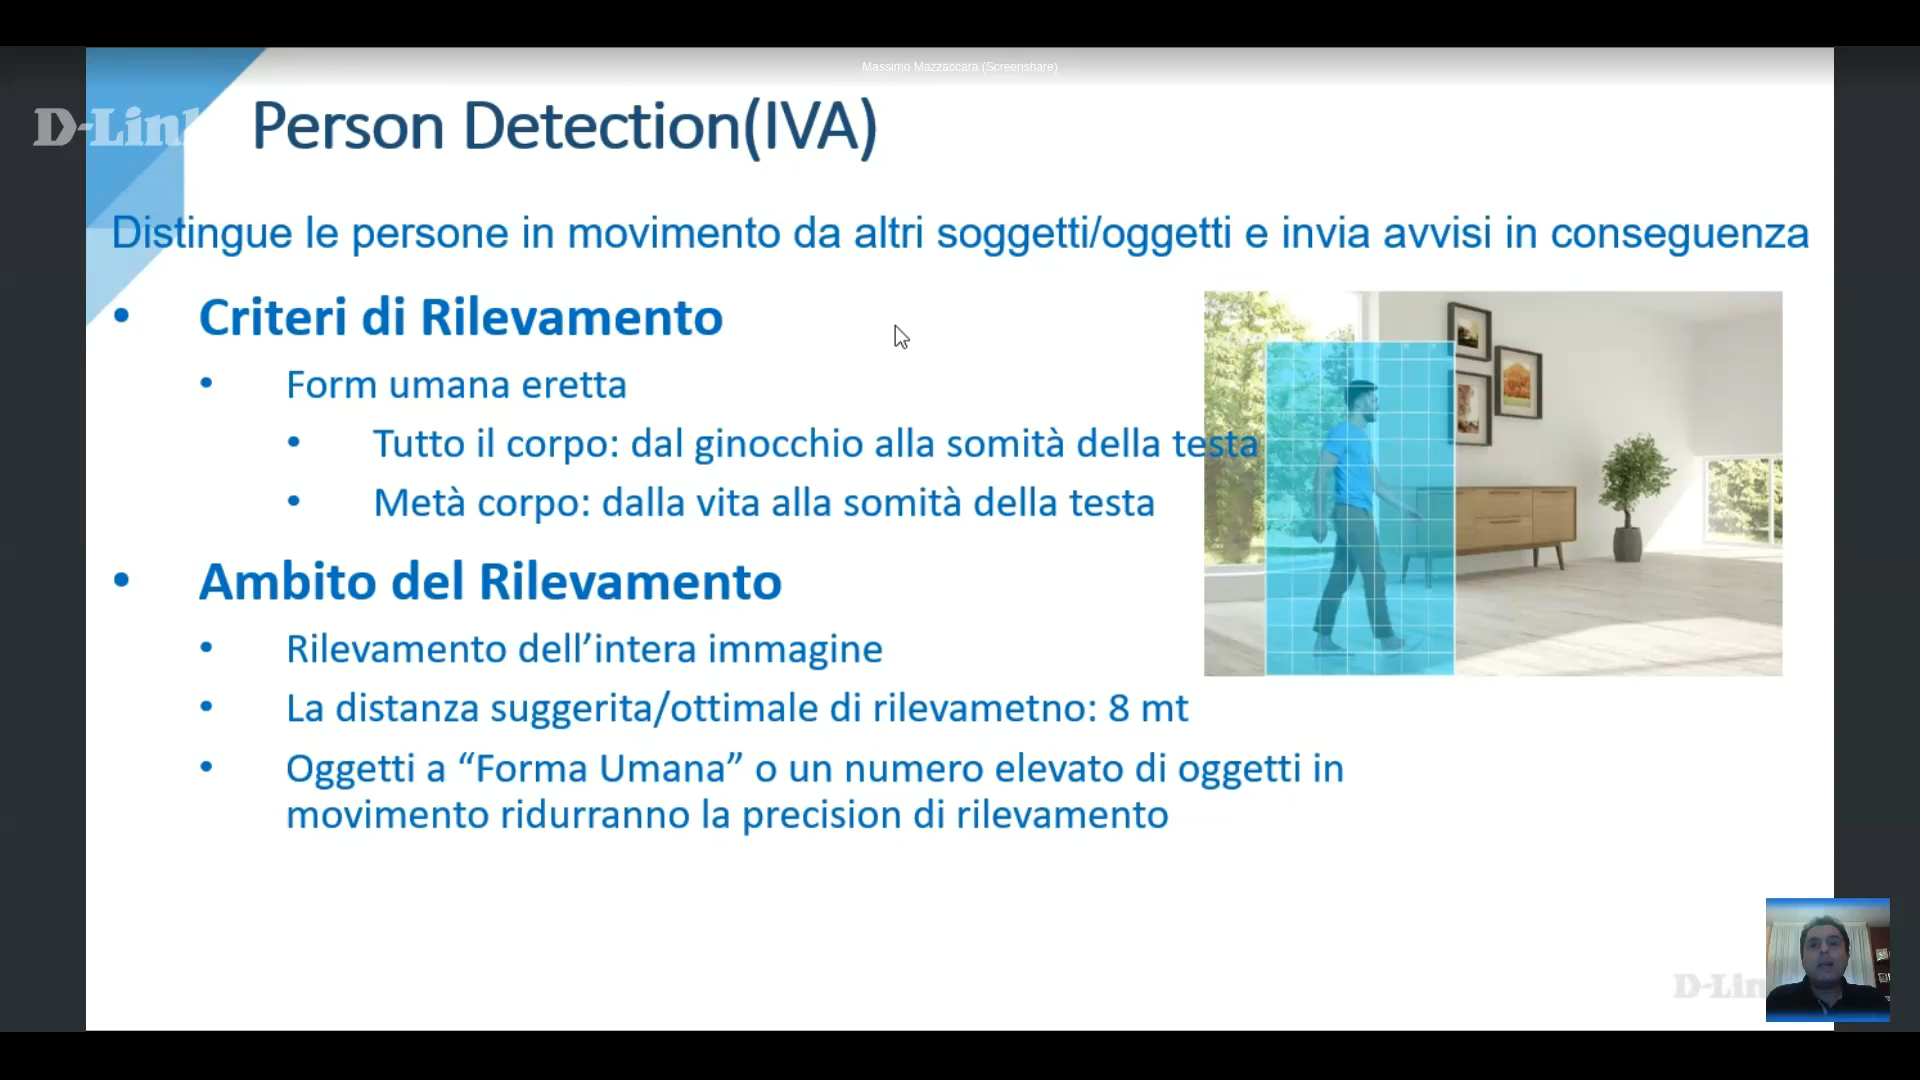 Massimo Mazzaccara (Screenshare)
D-Link
Person Detection(IVA)
Distingue le persone in movimento da altri soggetti/oggetti e invia avvisi in conseguenza
• Criteri di Rilevamento
• Form umana eretta
• Tutto il corpo: dal ginocchio alla somità della testa
• Metà corpo: dalla vita alla somità della testa
• Ambito del Rilevamento
• Rilevamento dell’intera immagine
• La distanza suggerita/ottimale di rilevametno: 8 mt
• Oggetti a “Forma Umana” o un numero elevato di oggetti in
movimento ridurranno la precision di rilevamento
D-Lin